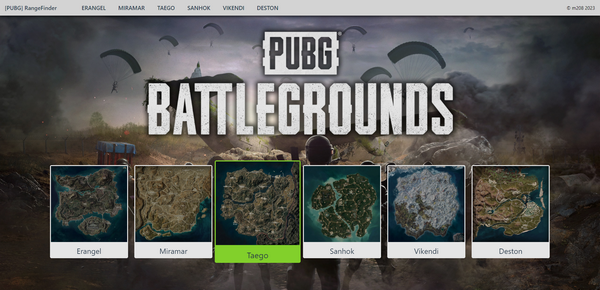 [PUBG] RangeFinder ERANGEL MIRAMAR TAEGO SANHOK VIKENDI DESTON © m208 2023
PUBG
BATTLEGROUNDS
Erangel Miramar Taego Sanhok Vikendi Deston